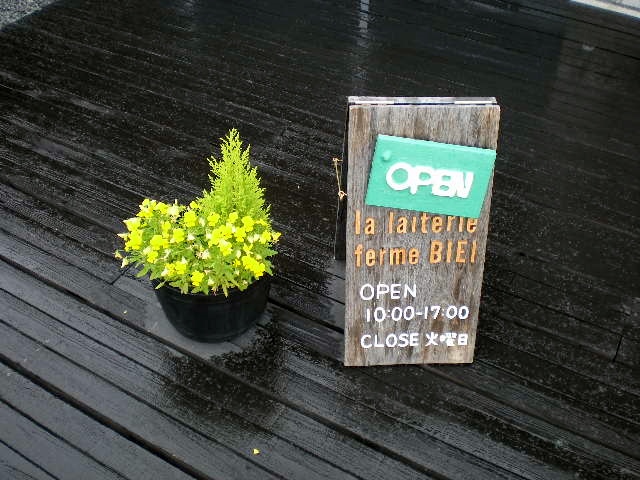 OPEN
la laiterie
ferme BIEI
OPEN
10:00-17:00
CLOSE 火曜日